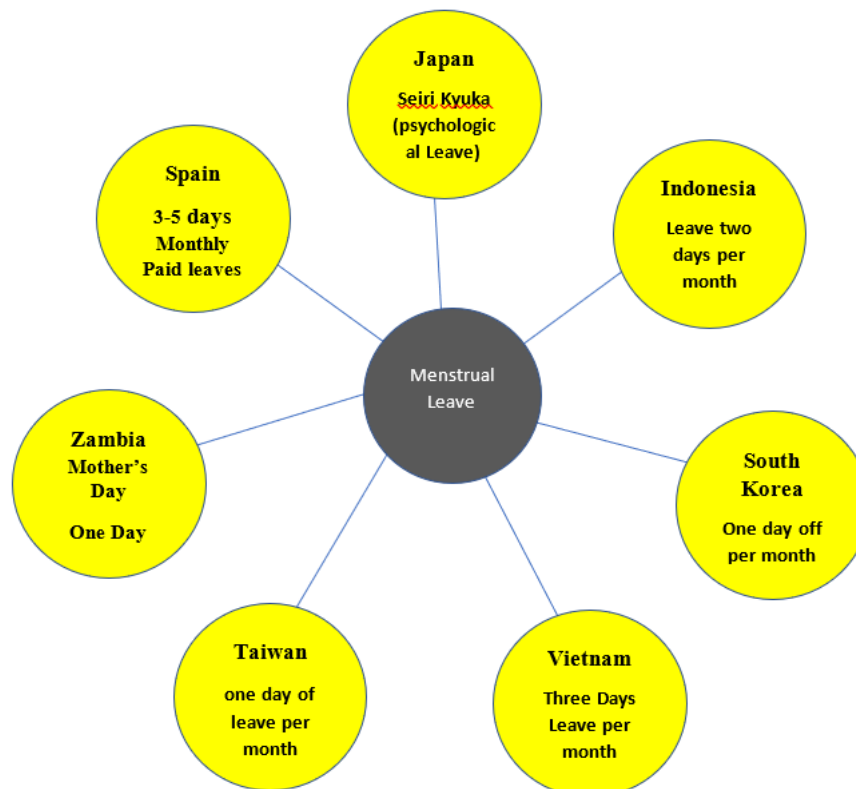 Japan
Seiri Kyuka
(psychologic
al Leave)
Spain
3-5 days
Monthly
Paid leaves
Indonesia
Leave two
days per
month
Menstrual
Leave
Zambia
Mother’s
Day
One Day
South
Korea
One day off
per month
Taiwan
one day of
leave per
month
Vietnam
Three Days
Leave per
month